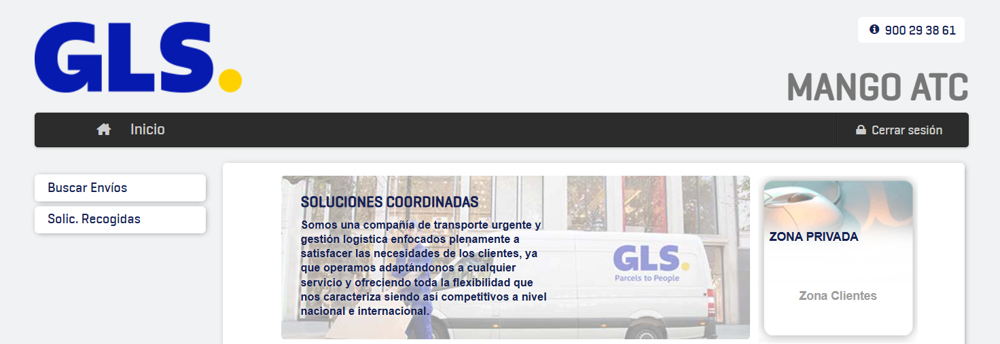 GLS.
900 29 38 61
MANGO ATC
Inicio
Cerrar sesión
Buscar Envíos
Solic. Recogidas
SOLUCIONES COORDINADAS
Somos una compañía de transporte urgente y
gestión logística enfocados plenamente a
satisfacer las necesidades de los clientes, ya
que operamos adaptándonos a cualquier
servicio y ofreciendo toda la flexibilidad que
nos caracteriza siendo así competitivos a nivel
nacional e internacional.
GLS.
Parcels to People
ZONA PRIVADA
Zona Clientes